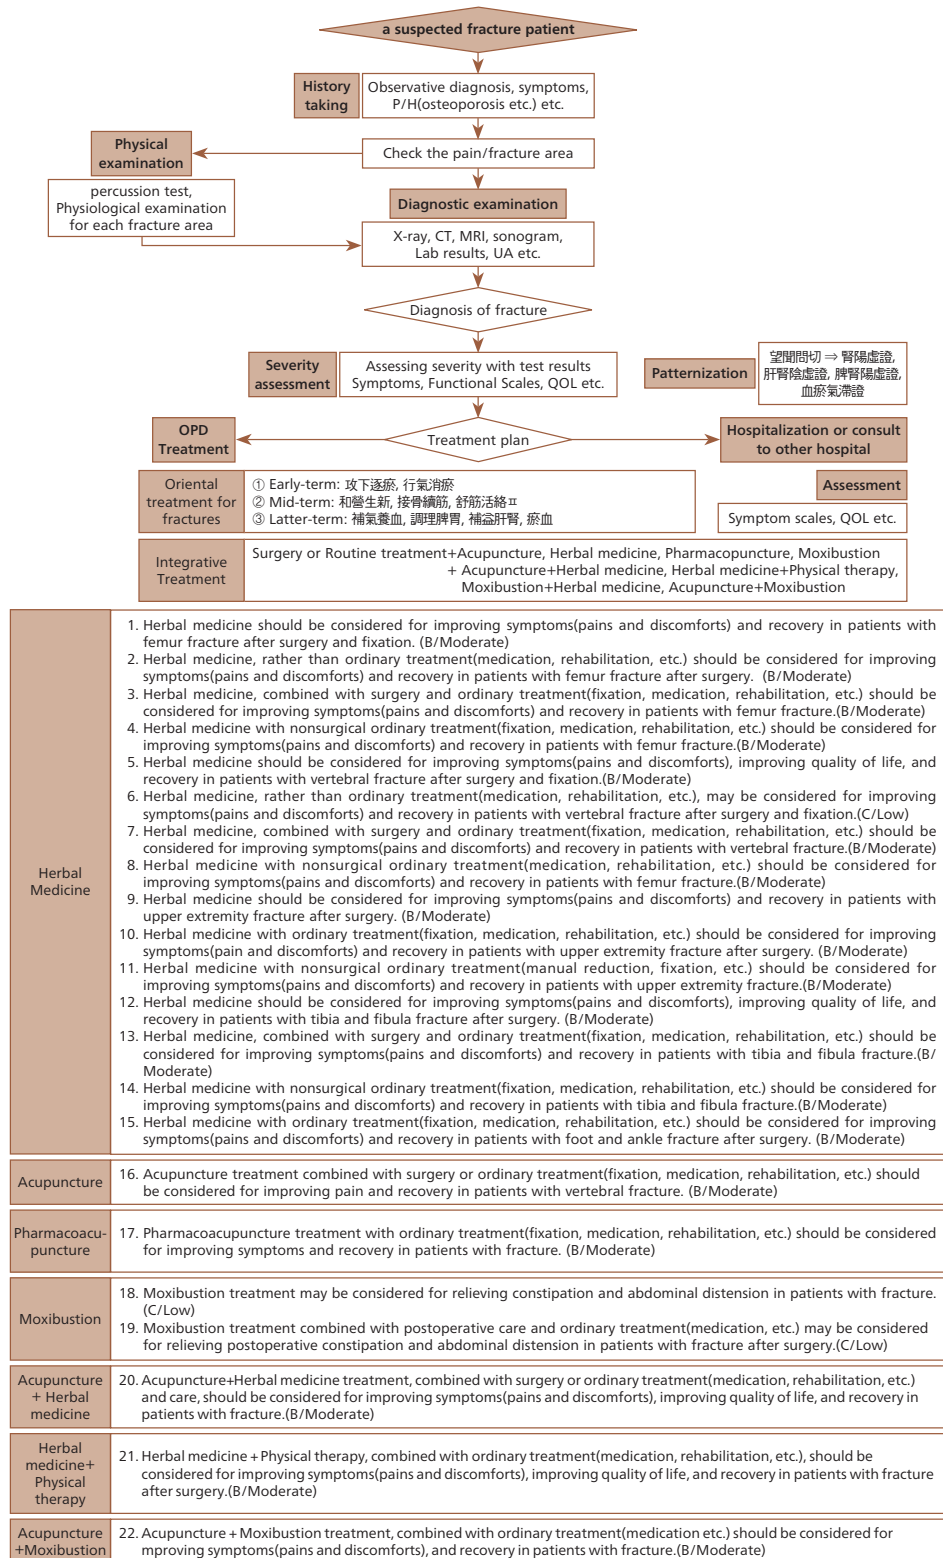 a suspected fracture patient
History
taking
Observative diagnosis, symptoms,
P/H(osteoporosis etc.) etc.
Physical
examination
Check the pain/fracture area
percussion test,
Physiological examination
for each fracture area
Diagnostic examination
X-ray, CT, MRI, sonogram,
Lab results, UA etc.
Diagnosis of fracture
Severity
assessment
Assessing severity with test results
Symptoms, Functional Scales, QOL etc.
Patternization
望聞問切 ⇒ 腎陽虛證,
肝腎陰虛證, 脾腎陽虛證,
血瘀氣滯證
OPD
Treatment
Treatment plan
Hospitalization or consult
to other hospital
Oriental
treatment for
fractures
① Early-term: 攻下逐瘀, 行氣消瘀
② Mid-term: 和營生新, 接骨續筋, 舒筋活絡ㅍ
③ Latter-term: 補氣養血, 調理脾胃, 補益肝腎, 瘀血
Assessment
Symptom scales, QOL etc.
Integrative
Treatment
Surgery or Routine treatment+Acupuncture, Herbal medicine, Pharmacopuncture, Moxibustion
+ Acupuncture+Herbal medicine, Herbal medicine+Physical therapy,
Moxibustion+Herbal medicine, Acupuncture+Moxibustion
Herbal
Medicine
1. Herbal medicine should be considered for improving symptoms(pains and discomforts) and recovery in patients with
femur fracture after surgery and fixation. (B/Moderate)
2. Herbal medicine, rather than ordinary treatment(medication, rehabilitation, etc.) should be considered for improving
symptoms(pains and discomforts) and recovery in patients with femur fracture after surgery. (B/Moderate)
3. Herbal medicine, combined with surgery and ordinary treatment(fixation, medication, rehabilitation, etc.) should be
considered for improving symptoms(pains and discomforts) and recovery in patients with femur fracture.(B/Moderate)
4. Herbal medicine with nonsurgical ordinary treatment(fixation, medication, rehabilitation, etc.) should be considered for
improving symptoms(pains and discomforts) and recovery in patients with femur fracture.(B/Moderate)
5. Herbal medicine should be considered for improving symptoms(pains and discomforts), improving quality of life, and
recovery in patients with vertebral fracture after surgery and fixation.(B/Moderate)
6. Herbal medicine, rather than ordinary treatment(medication, rehabilitation, etc.), may be considered for improving
symptoms(pains and discomforts) and recovery in patients with vertebral fracture after surgery and fixation.(C/Low)
7. Herbal medicine, combined with surgery and ordinary treatment(fixation, medication, rehabilitation, etc.) should be
considered for improving symptoms(pains and discomforts) and recovery in patients with vertebral fracture.(B/Moderate)
8. Herbal medicine with nonsurgical ordinary treatment(medication, rehabilitation, etc.) should be considered for
improving symptoms(pains and discomforts) and recovery in patients with femur fracture.(B/Moderate)
9. Herbal medicine should be considered for improving symptoms(pains and discomforts) and recovery in patients with
upper extremity fracture after surgery. (B/Moderate)
10. Herbal medicine with ordinary treatment(fixation, medication, rehabilitation, etc.) should be considered for improving
symptoms(pain and discomforts) and recovery in patients with upper extremity fracture after surgery. (B/Moderate)
11. Herbal medicine with nonsurgical ordinary treatment(manual reduction, fixation, etc.) should be considered for
improving symptoms(pains and discomforts) and recovery in patients with upper extremity fracture.(B/Moderate)
12. Herbal medicine should be considered for improving symptoms(pains and discomforts), improving quality of life, and
recovery in patients with tibia and fibula fracture after surgery. (B/Moderate)
13. Herbal medicine, combined with surgery and ordinary treatment(fixation, medication, rehabilitation, etc.) should be
considered for improving symptoms(pains and discomforts) and recovery in patients with tibia and fibula fracture.(B/
Moderate)
14. Herbal medicine with nonsurgical ordinary treatment(fixation, medication, rehabilitation, etc.) should be considered for
improving symptoms(pains and discomforts) and recovery in patients with tibia and fibula fracture.(B/Moderate)
15. Herbal medicine with ordinary treatment(fixation, medication, rehabilitation, etc.) should be considered for improving
symptoms(pains and discomforts) and recovery in patients with foot and ankle fracture after surgery. (B/Moderate)
Acupuncture
16. Acupuncture treatment combined with surgery or ordinary treatment(fixation, medication, rehabilitation, etc.) should
be considered for improving pain and recovery in patients with vertebral fracture. (B/Moderate)
Pharmacoacu-
puncture
17. Pharmacoacupuncture treatment with ordinary treatment(fixation, medication, rehabilitation, etc.) should be considered
for improving symptoms and recovery in patients with fracture. (B/Moderate)
Moxibustion
18. Moxibustion treatment may be considered for relieving constipation and abdominal distension in patients with fracture.
(C/Low)
19. Moxibustion treatment combined with postoperative care and ordinary treatment(medication, etc.) may be considered
for relieving postoperative constipation and abdominal distension in patients with fracture after surgery.(C/Low)
Acupuncture
+ Herbal
medicine
20. Acupuncture+Herbal medicine treatment, combined with surgery or ordinary treatment(medication, rehabilitation, etc.)
and care, should be considered for improving symptoms(pains and discomforts), improving quality of life, and recovery in
patients with fracture.(B/Moderate)
Herbal
medicine+
Physical
therapy
21. Herbal medicine + Physical therapy, combined with ordinary treatment(medication, rehabilitation, etc.), should be
considered for improving symptoms(pains and discomforts), improving quality of life, and recovery in patients with fracture
after surgery.(B/Moderate)
Acupuncture
+Moxibustion
22. Acupuncture + Moxibustion treatment, combined with ordinary treatment(medication etc.) should be considered for
mproving symptoms(pains and discomforts), and recovery in patients with fracture.(B/Moderate)